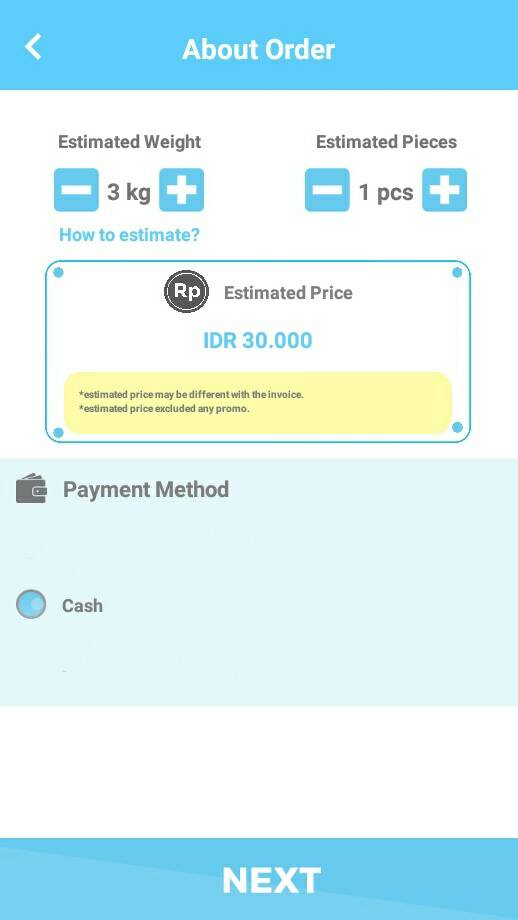 About Order
Estimated Weight
Estimated Pieces
3 kg
1 pcs
How to estimate?
Rp
Estimated Price
IDR 30.000
*estimated price may be different with the invoice.
*estimated price excluded any promo.
Payment Method
Cash
NEXT